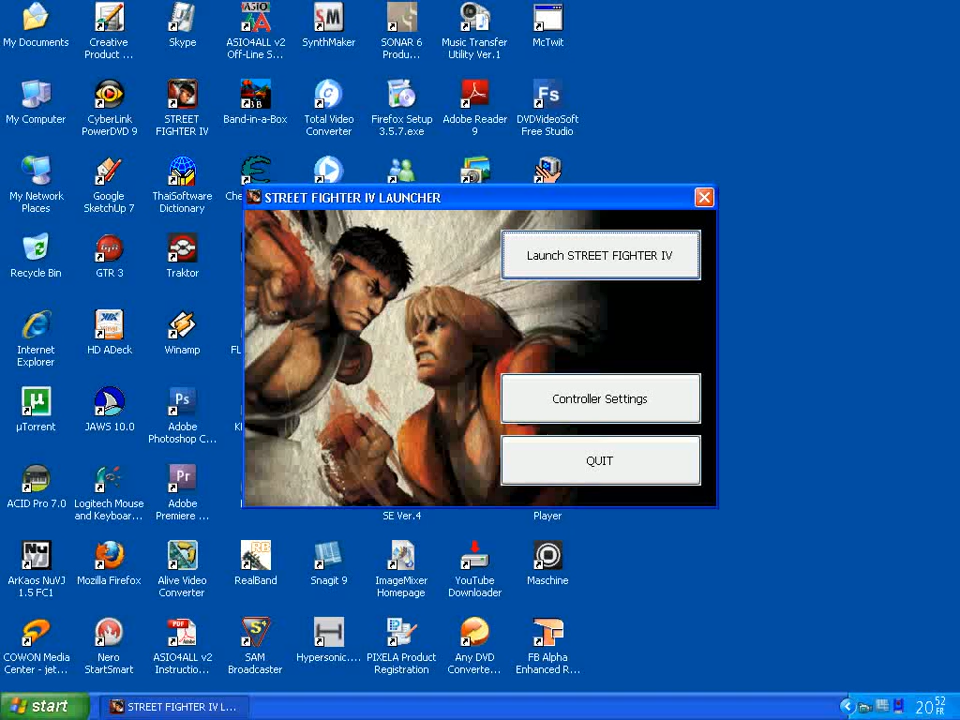 My Documents
Creative
Product ...
Skype
ASIO4ALL v2
Off-Line S...
SynthMaker
SONAR 6
Produ...
Music Transfer
Utility Ver.1
McTwit
My Computer
CyberLink
PowerDVD 9
STREET
FIGHTER IV
Band-in-a-Box
Total Video
Converter
Firefox Setup
3.5.7.exe
Adobe Reader
9
DVDVideoSoft
Free Studio
My Network
Places
Google
SketchUp 7
ThaiSoftware
Dictionary
STREET FIGHTER IV LAUNCHER
Launch STREET FIGHTER IV
Controller Settings
QUIT
Recycle Bin
GTR 3
Traktor
Internet
Explorer
HD ADeck
Winamp
FL
µTorrent
JAWS 10.0
Adobe
Photoshop C...
ACID Pro 7.0
Logitech Mouse
and Keyboar...
Adobe
Premiere ...
SE Ver.4
Player
ArKaos NuVJ
1.5 FC1
Mozilla Firefox
Alive Video
Converter
RealBand
Snagit 9
ImageMixer
Homepage
YouTube
Downloader
Maschine
COWON Media
Center - jet...
Nero
StartSmart
ASIO4ALL v2
Instructio...
SAM
Broadcaster
Hypersonic....
PIXELA Product
Registration
Any DVD
Converte...
FB Alpha
Enhanced R...
start
STREET FIGHTER IV L...
20 52
FR